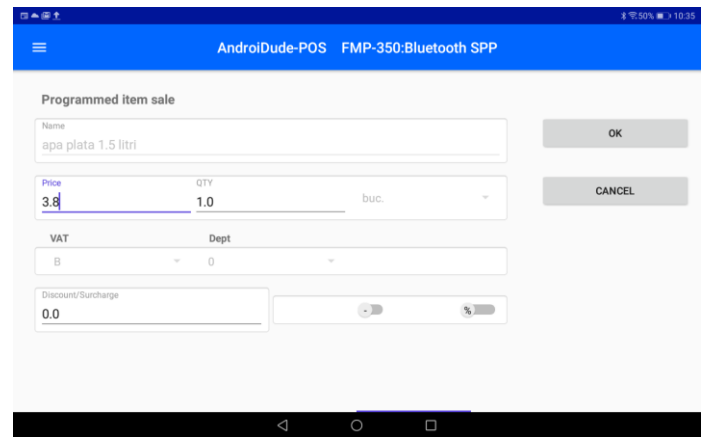 50% 10:35
AndroiDude-POS FMP-350:Bluetooth SPP
Programmed item sale
Name
apa plata 1.5 litri
OK
Price QTY
3.8 1.0 buc.
CANCEL
VAT Dept
B 0
Discount/Surcharge
0.0 - %